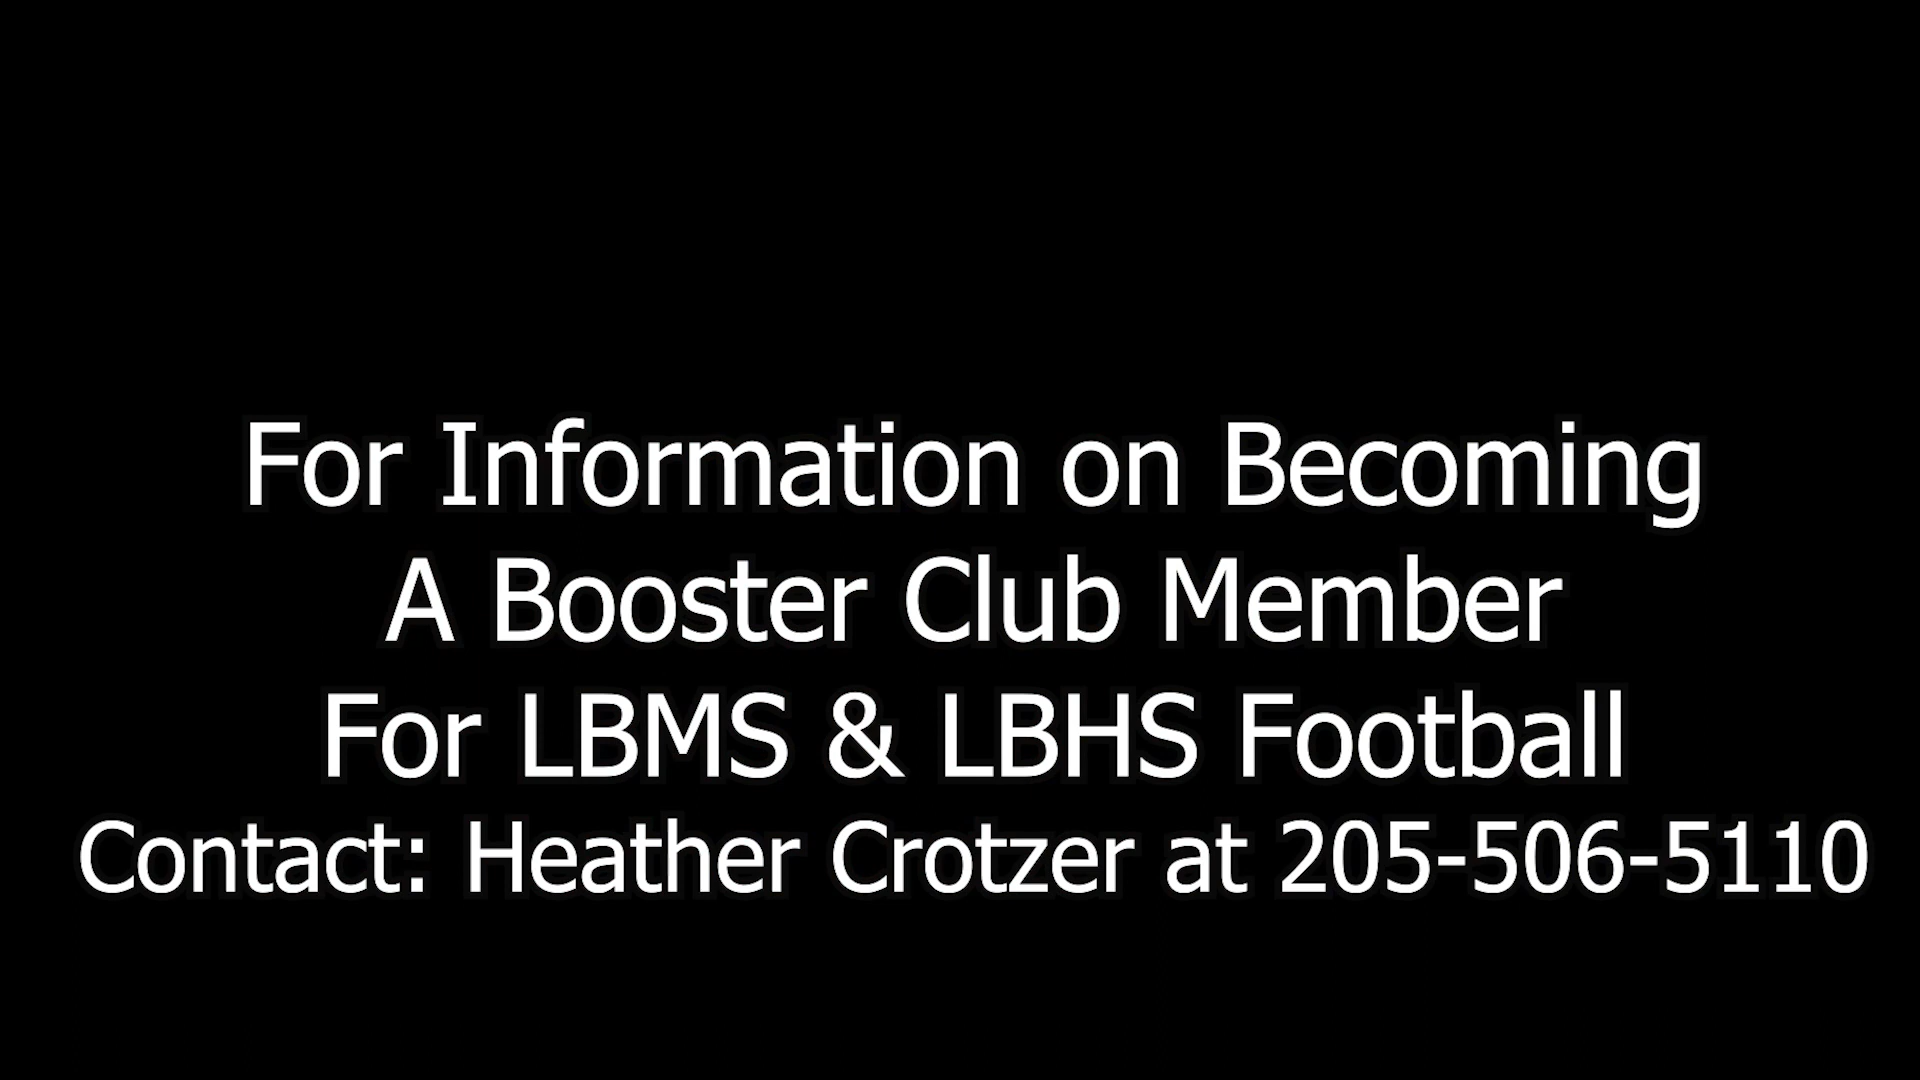 For Information on Becoming
A Booster Club Member
For LBMS & LBHS Football
Contact: Heather Crotzer at 205-506-5110